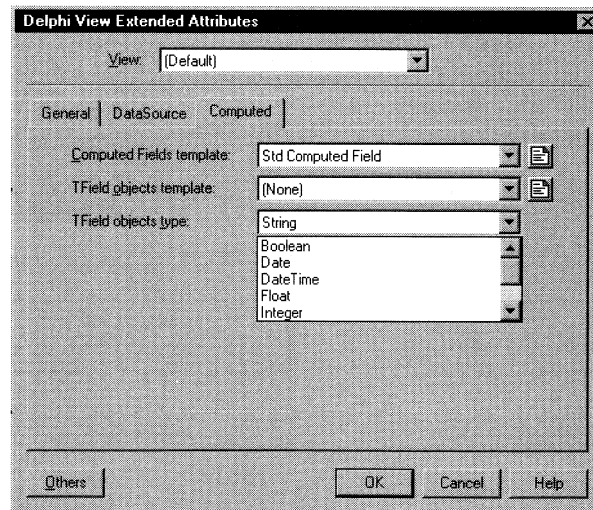 Delphi View Extended Attributes
View: (Default)
General DataSource Computed
Computed Fields template: Std Computed Field
TField objects template: (None)
TField objects type: String
Boolean
Date
DateTime
Float
Integer
Others OK Cancel Help